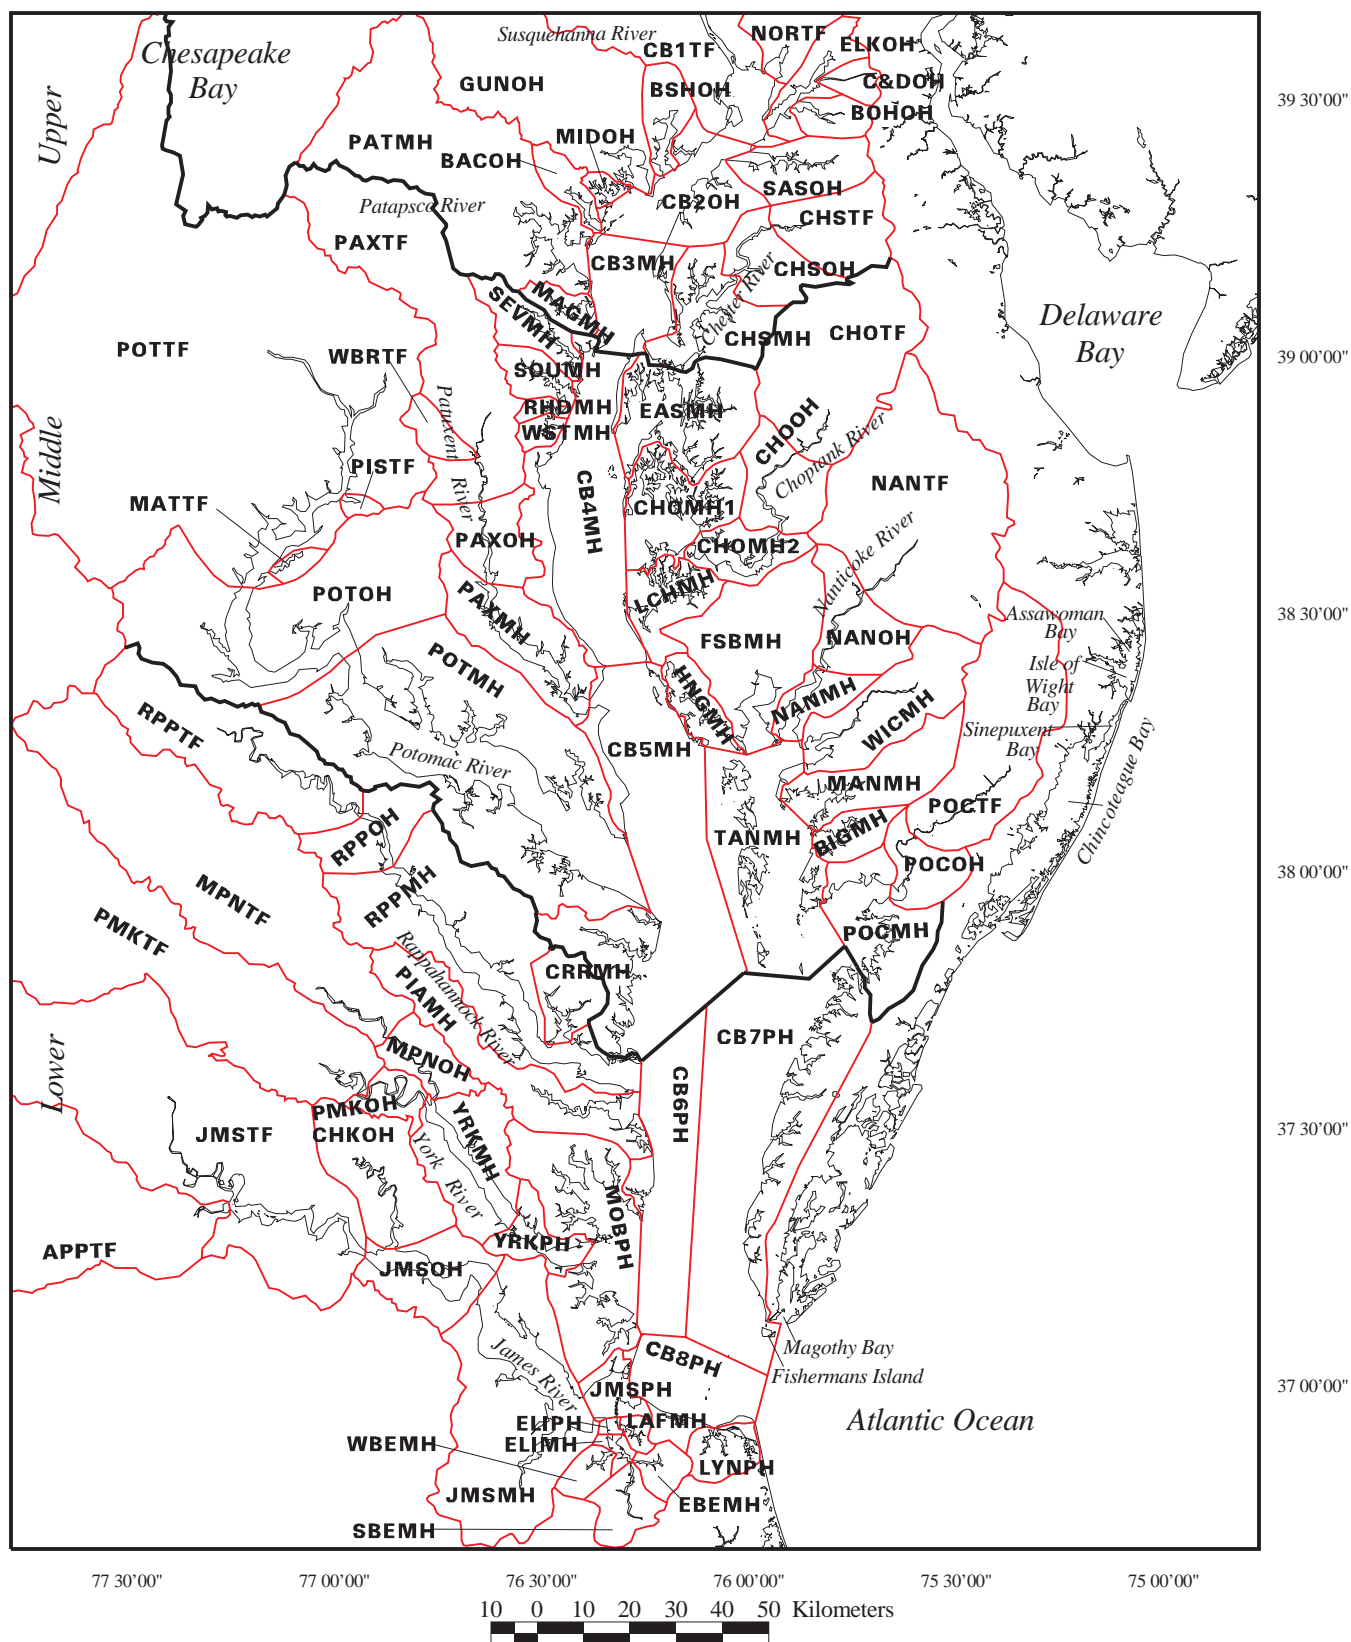 Chesapeake
Bay
Upper
Susquehanna River
NORTF
CB1TF
ELKOH
GUNOH
BSHOH
C&DOH
39 30'00"
BOHOH
PATMH
MIDOH
BACOH
SASOH
Patapsco River
CB2OH
CHSTF
PAXTF
CB3MH
CHSOH
Chester River
SEVMH
MAGMH
Delaware
Bay
CHSMH
CHOTF
POTTF
WBRTF
39 00'00"
SOUMH
Middle
Patuxent
River
RHDMH
EASMH
WSTMH
CHOOH
Choptank River
PISTF
NANTF
MATTF
CB4MH
CHOMH1
PAXOH
CHOMH2
Nanticoke River
POTOH
PAXMH
LCHMH
38 30'00"
Assawoman
Bay
FSBMH
NANOH
POTMH
Isle of
Wight
Bay
HNGMH
NANMH
WICMH
RPPTF
Sinepuxent
Bay
CB5MH
Potomac River
MANMH
POCTF
Chincoteague Bay
RPPOH
TANMH
BIGMH
POCOH
38 00'00"
MPNTF
RPPMH
PMKTF
POCMH
Rappahannock River
CRRMH
PIAMH
CB7PH
Lower
MPNOH
CB6PH
PMKOH
YRKMH
JMSTF
CHKOH
37 30'00"
York
River
MOBPH
APPTF
YRKPH
JMSOH
Magothy Bay
James River
CB8PH
Fishermans Island
JMSPH
37 00'00"
ELIPH
LAFMH
Atlantic Ocean
WBEMH
ELIMH
LYNPH
JMSMH
EBEMH
SBEMH
77 30'00" 77 00'00" 76 30'00" 76 00'00" 75 30'00" 75 00'00"
10 0 10 20 30 40 50 Kilometers